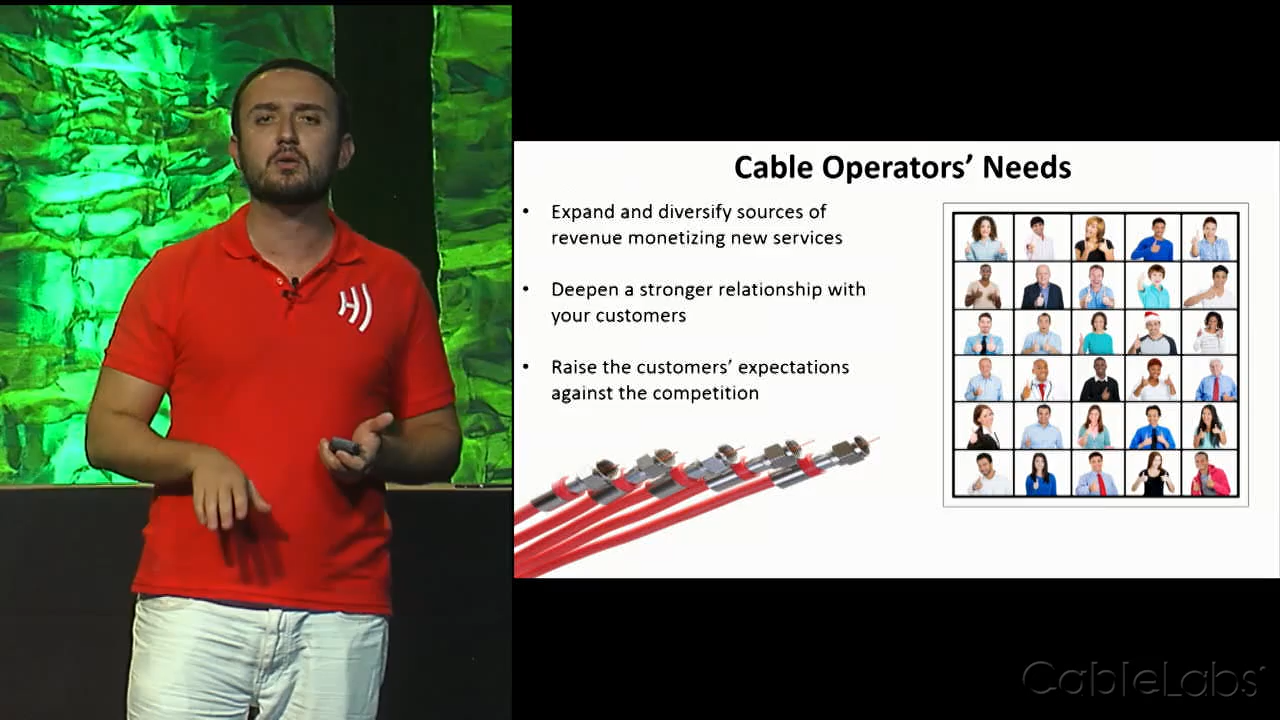 Cable Operators’ Needs
• Expand and diversify sources of
revenue monetizing new services
• Deepen a stronger relationship with
your customers
• Raise the customers’ expectations
against the competition
H))
CableLabs